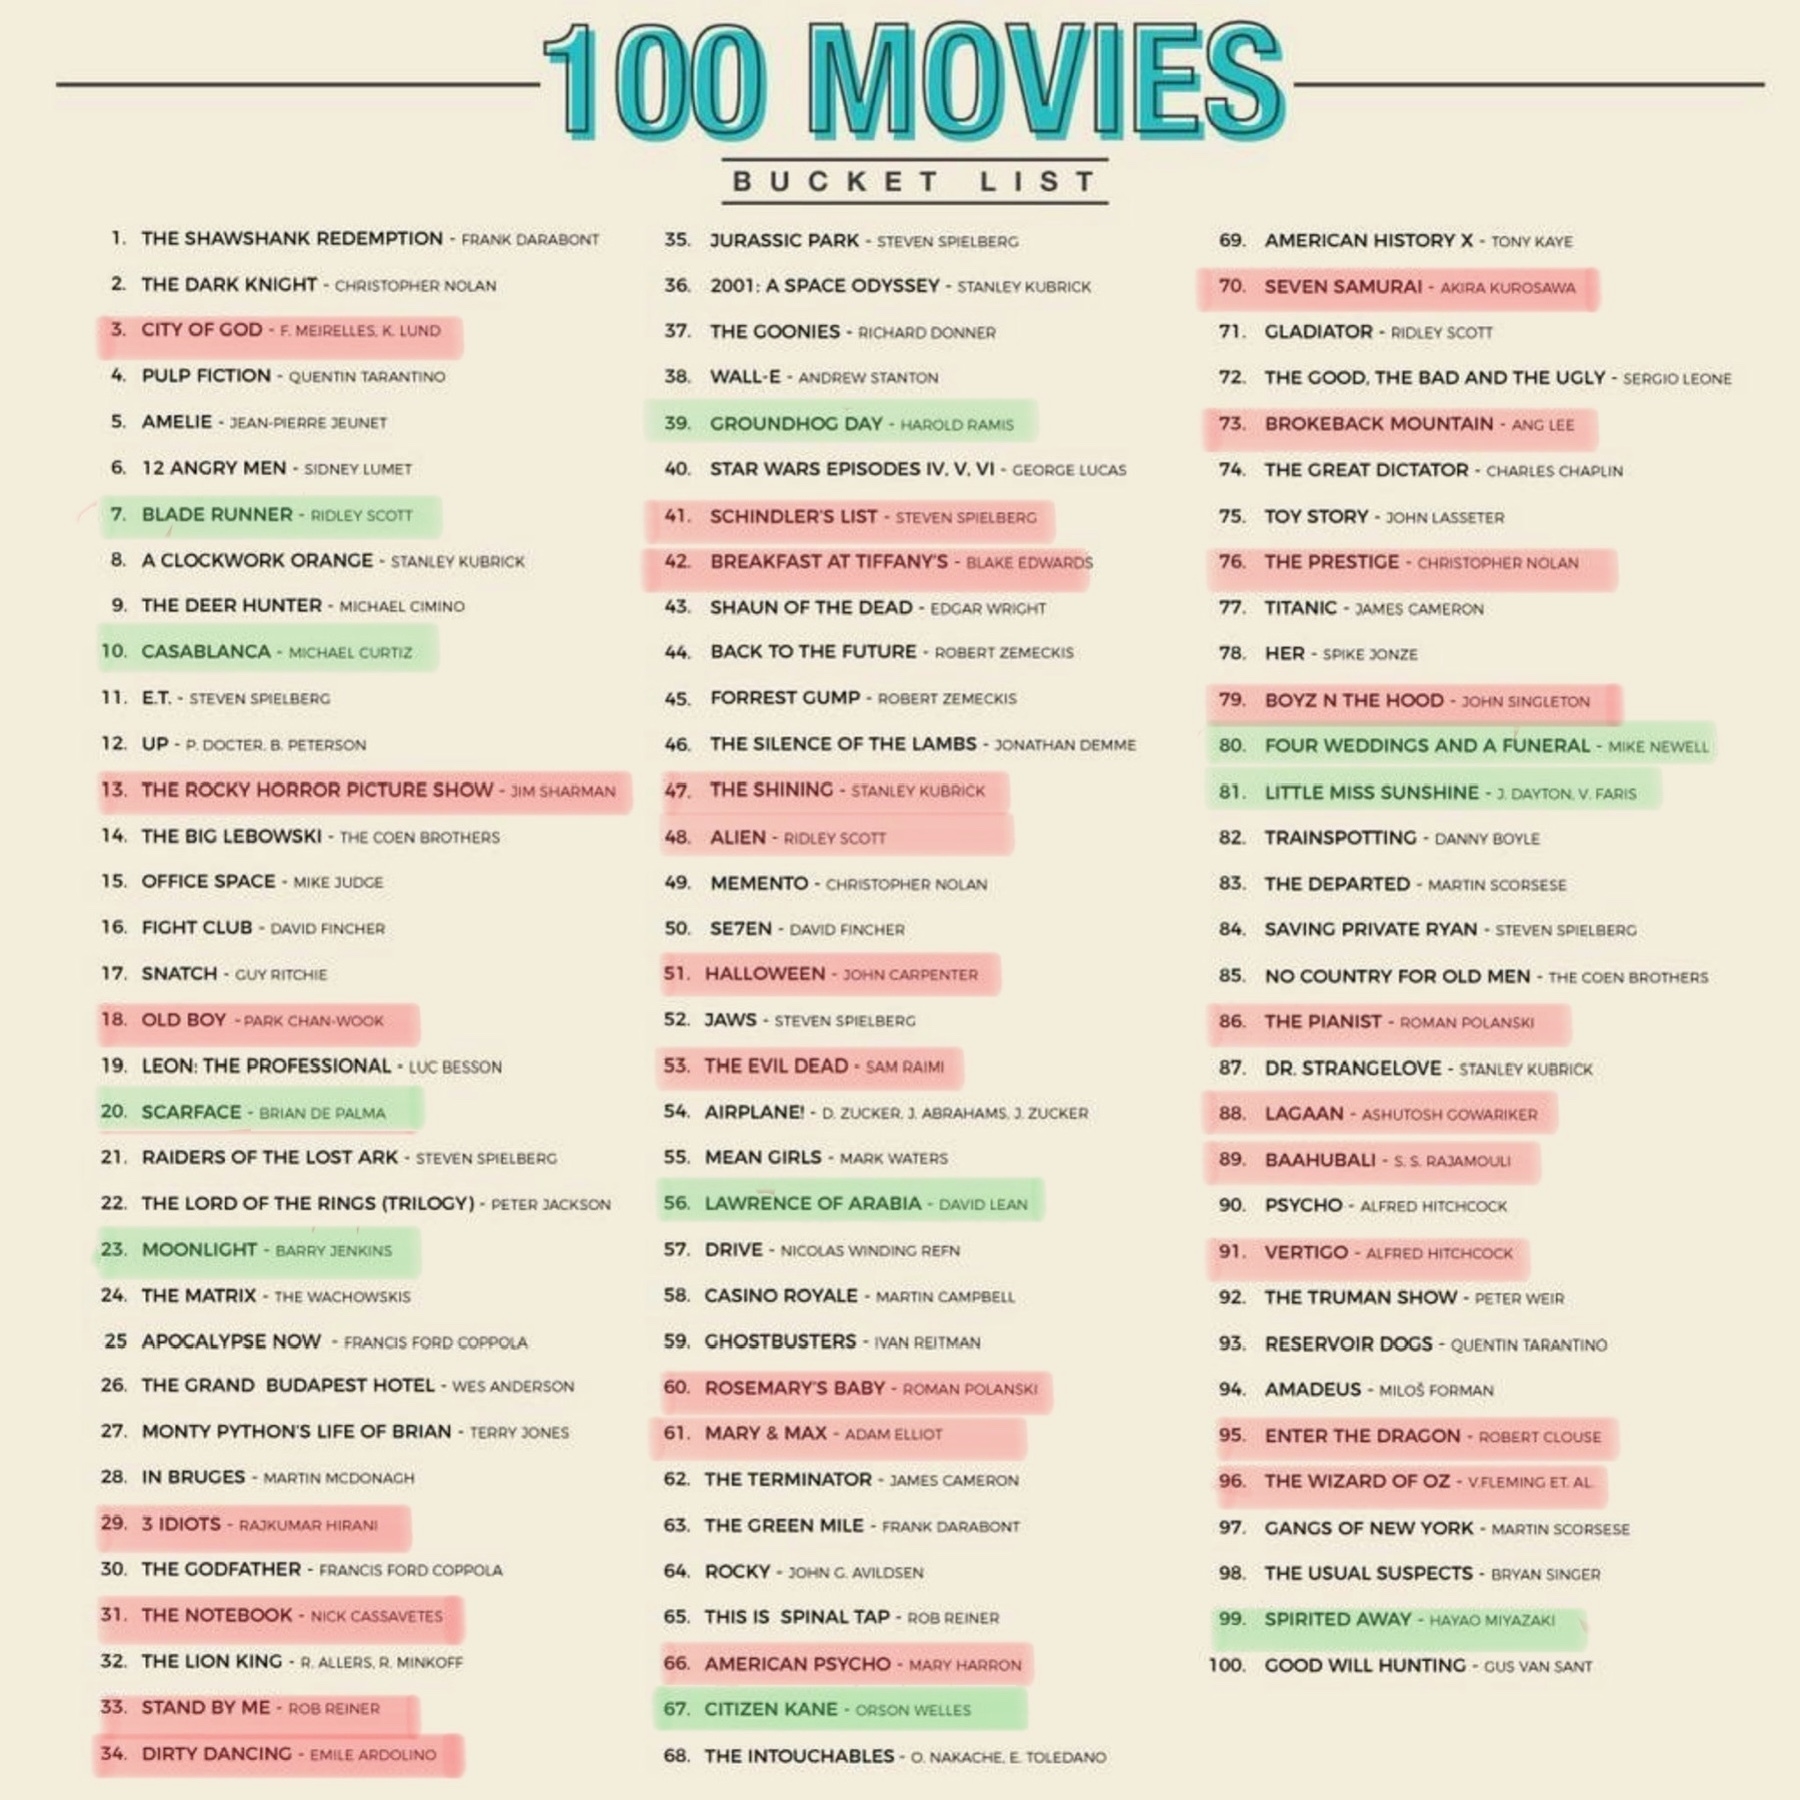 100 MOVIES
BUCKET LIST
1. THE SHAWSHANK REDEMPTION - FRANK DARABONT
2. THE DARK KNIGHT - CHRISTOPHER NOLAN
3. CITY OF GOD - F. MEIRELLES, K. LUND
4. PULP FICTION - QUENTIN TARANTINO
5. AMELIE - JEAN-PIERRE JEUNET
6. 12 ANGRY MEN - SIDNEY LUMET
7. BLADE RUNNER - RIDLEY SCOTT
8. A CLOCKWORK ORANGE - STANLEY KUBRICK
9. THE DEER HUNTER - MICHAEL CIMINO
10. CASABLANCA - MICHAEL CURTIZ
11. E.T. - STEVEN SPIELBERG
12. UP - P. DOCTER, B. PETERSON
13. THE ROCKY HORROR PICTURE SHOW - JIM SHARMAN
14. THE BIG LEBOWSKI - THE COEN BROTHERS
15. OFFICE SPACE - MIKE JUDGE
16. FIGHT CLUB - DAVID FINCHER
17. SNATCH - GUY RITCHIE
18. OLD BOY - PARK CHAN-WOOK
19. LEON: THE PROFESSIONAL - LUC BESSON
20. SCARFACE - BRIAN DE PALMA
21. RAIDERS OF THE LOST ARK - STEVEN SPIELBERG
22. THE LORD OF THE RINGS (TRILOGY) - PETER JACKSON
23. MOONLIGHT - BARRY JENKINS
24. THE MATRIX - THE WACHOWSKIS
25 APOCALYPSE NOW - FRANCIS FORD COPPOLA
26. THE GRAND BUDAPEST HOTEL - WES ANDERSON
27. MONTY PYTHON'S LIFE OF BRIAN - TERRY JONES
28. IN BRUGES - MARTIN MCDONAGH
29. 3 IDIOTS - RAJKUMAR HIRANI
30. THE GODFATHER - FRANCIS FORD COPPOLA
31. THE NOTEBOOK - NICK CASSAVETES
32. THE LION KING - R. ALLERS, R. MINKOFF
33. STAND BY ME - ROB REINER
34. DIRTY DANCING - EMILE ARDOLINO
35. JURASSIC PARK - STEVEN SPIELBERG
36. 2001: A SPACE ODYSSEY - STANLEY KUBRICK
37. THE GOONIES - RICHARD DONNER
38. WALL-E - ANDREW STANTON
39. GROUNDHOG DAY - HAROLD RAMIS
40. STAR WARS EPISODES IV, V, VI - GEORGE LUCAS
41. SCHINDLER'S LIST - STEVEN SPIELBERG
42. BREAKFAST AT TIFFANY'S - BLAKE EDWARDS
43. SHAUN OF THE DEAD - EDGAR WRIGHT
44. BACK TO THE FUTURE - ROBERT ZEMECKIS
45. FORREST GUMP - ROBERT ZEMECKIS
46. THE SILENCE OF THE LAMBS - JONATHAN DEMME
47. THE SHINING - STANLEY KUBRICK
48. ALIEN - RIDLEY SCOTT
49. MEMENTO - CHRISTOPHER NOLAN
50. SE7EN - DAVID FINCHER
51. HALLOWEEN - JOHN CARPENTER
52. JAWS - STEVEN SPIELBERG
53. THE EVIL DEAD - SAM RAIMI
54. AIRPLANE! - D. ZUCKER, J. ABRAHAMS, J. ZUCKER
55. MEAN GIRLS - MARK WATERS
56. LAWRENCE OF ARABIA - DAVID LEAN
57. DRIVE - NICOLAS WINDING REFN
58. CASINO ROYALE - MARTIN CAMPBELL
59. GHOSTBUSTERS - IVAN REITMAN
60. ROSEMARY'S BABY - ROMAN POLANSKI
61. MARY & MAX - ADAM ELLIOT
62. THE TERMINATOR - JAMES CAMERON
63. THE GREEN MILE - FRANK DARABONT
64. ROCKY - JOHN G. AVILDSEN
65. THIS IS SPINAL TAP - ROB REINER
66. AMERICAN PSYCHO - MARY HARRON
67. CITIZEN KANE - ORSON WELLES
68. THE INTOUCHABLES - O. NAKACHE, E. TOLEDANO
69. AMERICAN HISTORY X - TONY KAYE
70. SEVEN SAMURAI - AKIRA KUROSAWA
71. GLADIATOR - RIDLEY SCOTT
72. THE GOOD, THE BAD AND THE UGLY - SERGIO LEONE
73. BROKEBACK MOUNTAIN - ANG LEE
74. THE GREAT DICTATOR - CHARLES CHAPLIN
75. TOY STORY - JOHN LASSETER
76. THE PRESTIGE - CHRISTOPHER NOLAN
77. TITANIC - JAMES CAMERON
78. HER - SPIKE JONZE
79. BOYZ N THE HOOD - JOHN SINGLETON
80. FOUR WEDDINGS AND A FUNERAL - MIKE NEWELL
81. LITTLE MISS SUNSHINE - J. DAYTON, V. FARIS
82. TRAINSPOTTING - DANNY BOYLE
83. THE DEPARTED - MARTIN SCORSESE
84. SAVING PRIVATE RYAN - STEVEN SPIELBERG
85. NO COUNTRY FOR OLD MEN - THE COEN BROTHERS
86. THE PIANIST - ROMAN POLANSKI
87. DR. STRANGELOVE - STANLEY KUBRICK
88. LAGAAN - ASHUTOSH GOWARIKER
89. BAAHUBALI - S. S. RAJAMOULI
90. PSYCHO - ALFRED HITCHCOCK
91. VERTIGO - ALFRED HITCHCOCK
92. THE TRUMAN SHOW - PETER WEIR
93. RESERVOIR DOGS - QUENTIN TARANTINO
94. AMADEUS - MILOŠ FORMAN
95. ENTER THE DRAGON - ROBERT CLOUSE
96. THE WIZARD OF OZ - V.FLEMING ET. AL.
97. GANGS OF NEW YORK - MARTIN SCORSESE
98. THE USUAL SUSPECTS - BRYAN SINGER
99. SPIRITED AWAY - HAYAO MIYAZAKI
100. GOOD WILL HUNTING - GUS VAN SANT